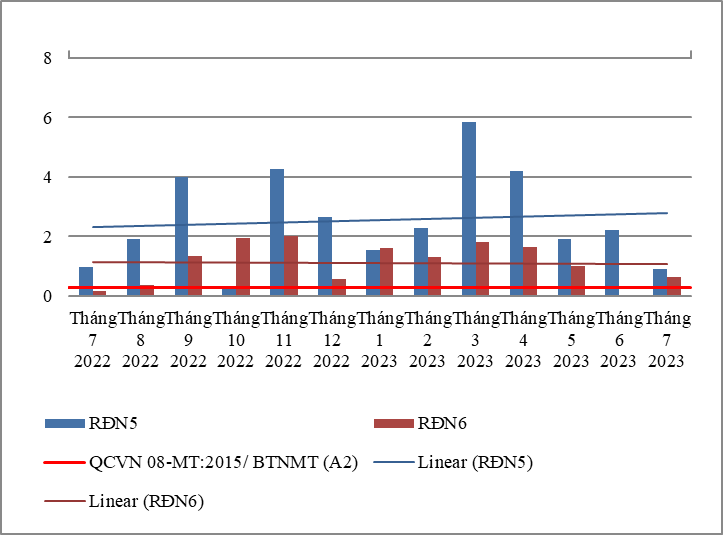 8
6
4
2
0
Tháng Tháng Tháng Tháng Tháng Tháng Tháng Tháng Tháng Tháng Tháng Tháng Tháng
7 8 9 10 11 12 1 2 3 4 5 6 7
2022 2022 2022 2022 2022 2022 2023 2023 2023 2023 2023 2023 2023
RĐN5 RĐN6
QCVN 08-MT:2015/ BTNMT (A2) Linear (RĐN5)
Linear (RĐN6)